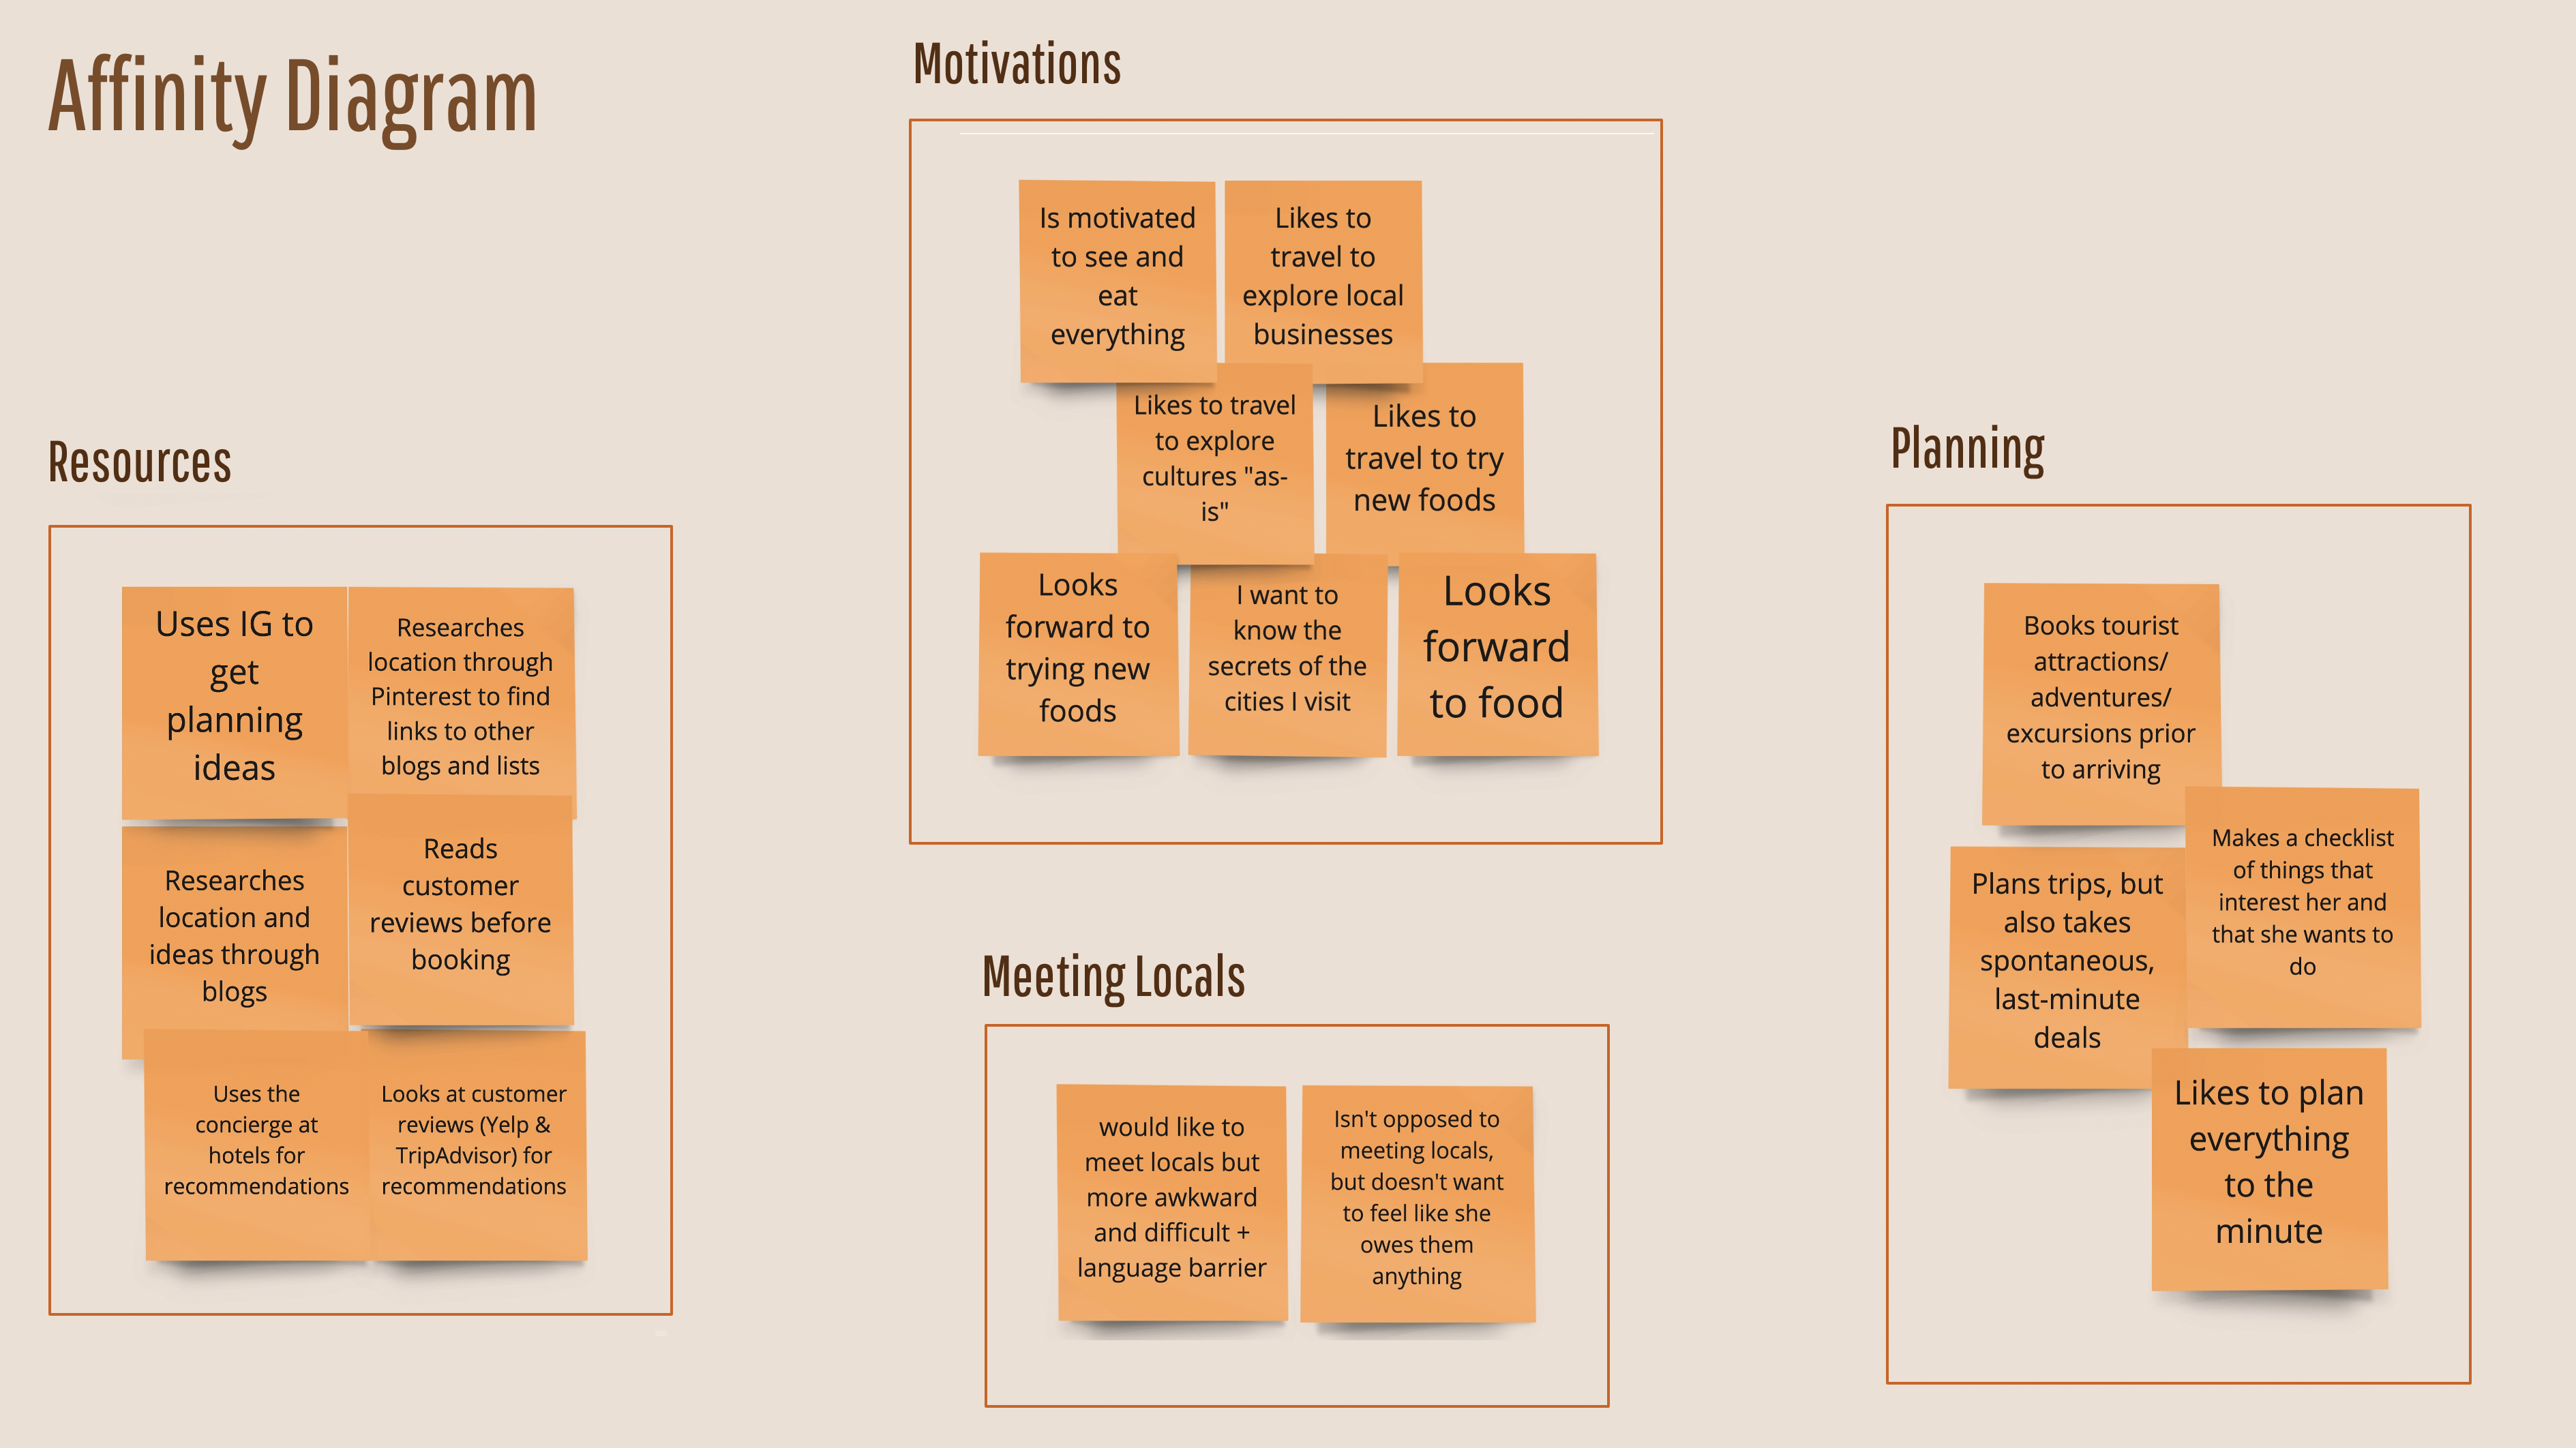 Affinity Diagram
Motivations
Is motivated
to see and
eat
everything
Likes to
travel to
explore local
businesses
Likes to travel
to explore
cultures "as-
is"
Likes to
travel to try
new foods
Looks
forward to
trying new
foods
I want to
know the
secrets of the
cities I visit
Looks
forward
to food
Resources
Uses IG to
get
planning
ideas
Researches
location through
Pinterest to find
links to other
blogs and lists
Researches
location and
ideas through
blogs
Reads
customer
reviews before
booking
Uses the
concierge at
hotels for
recommendations
Looks at customer
reviews (Yelp &
TripAdvisor) for
recommendations
Meeting Locals
would like to
meet locals but
more awkward
and difficult +
language barrier
Isn't opposed to
meeting locals,
but doesn't want
to feel like she
owes them
anything
Planning
Books tourist
attractions/
adventures/
excursions prior
to arriving
Makes a checklist
of things that
interest her and
that she wants to
do
Plans trips, but
also takes
spontaneous,
last-minute
deals
Likes to plan
everything
to the
minute